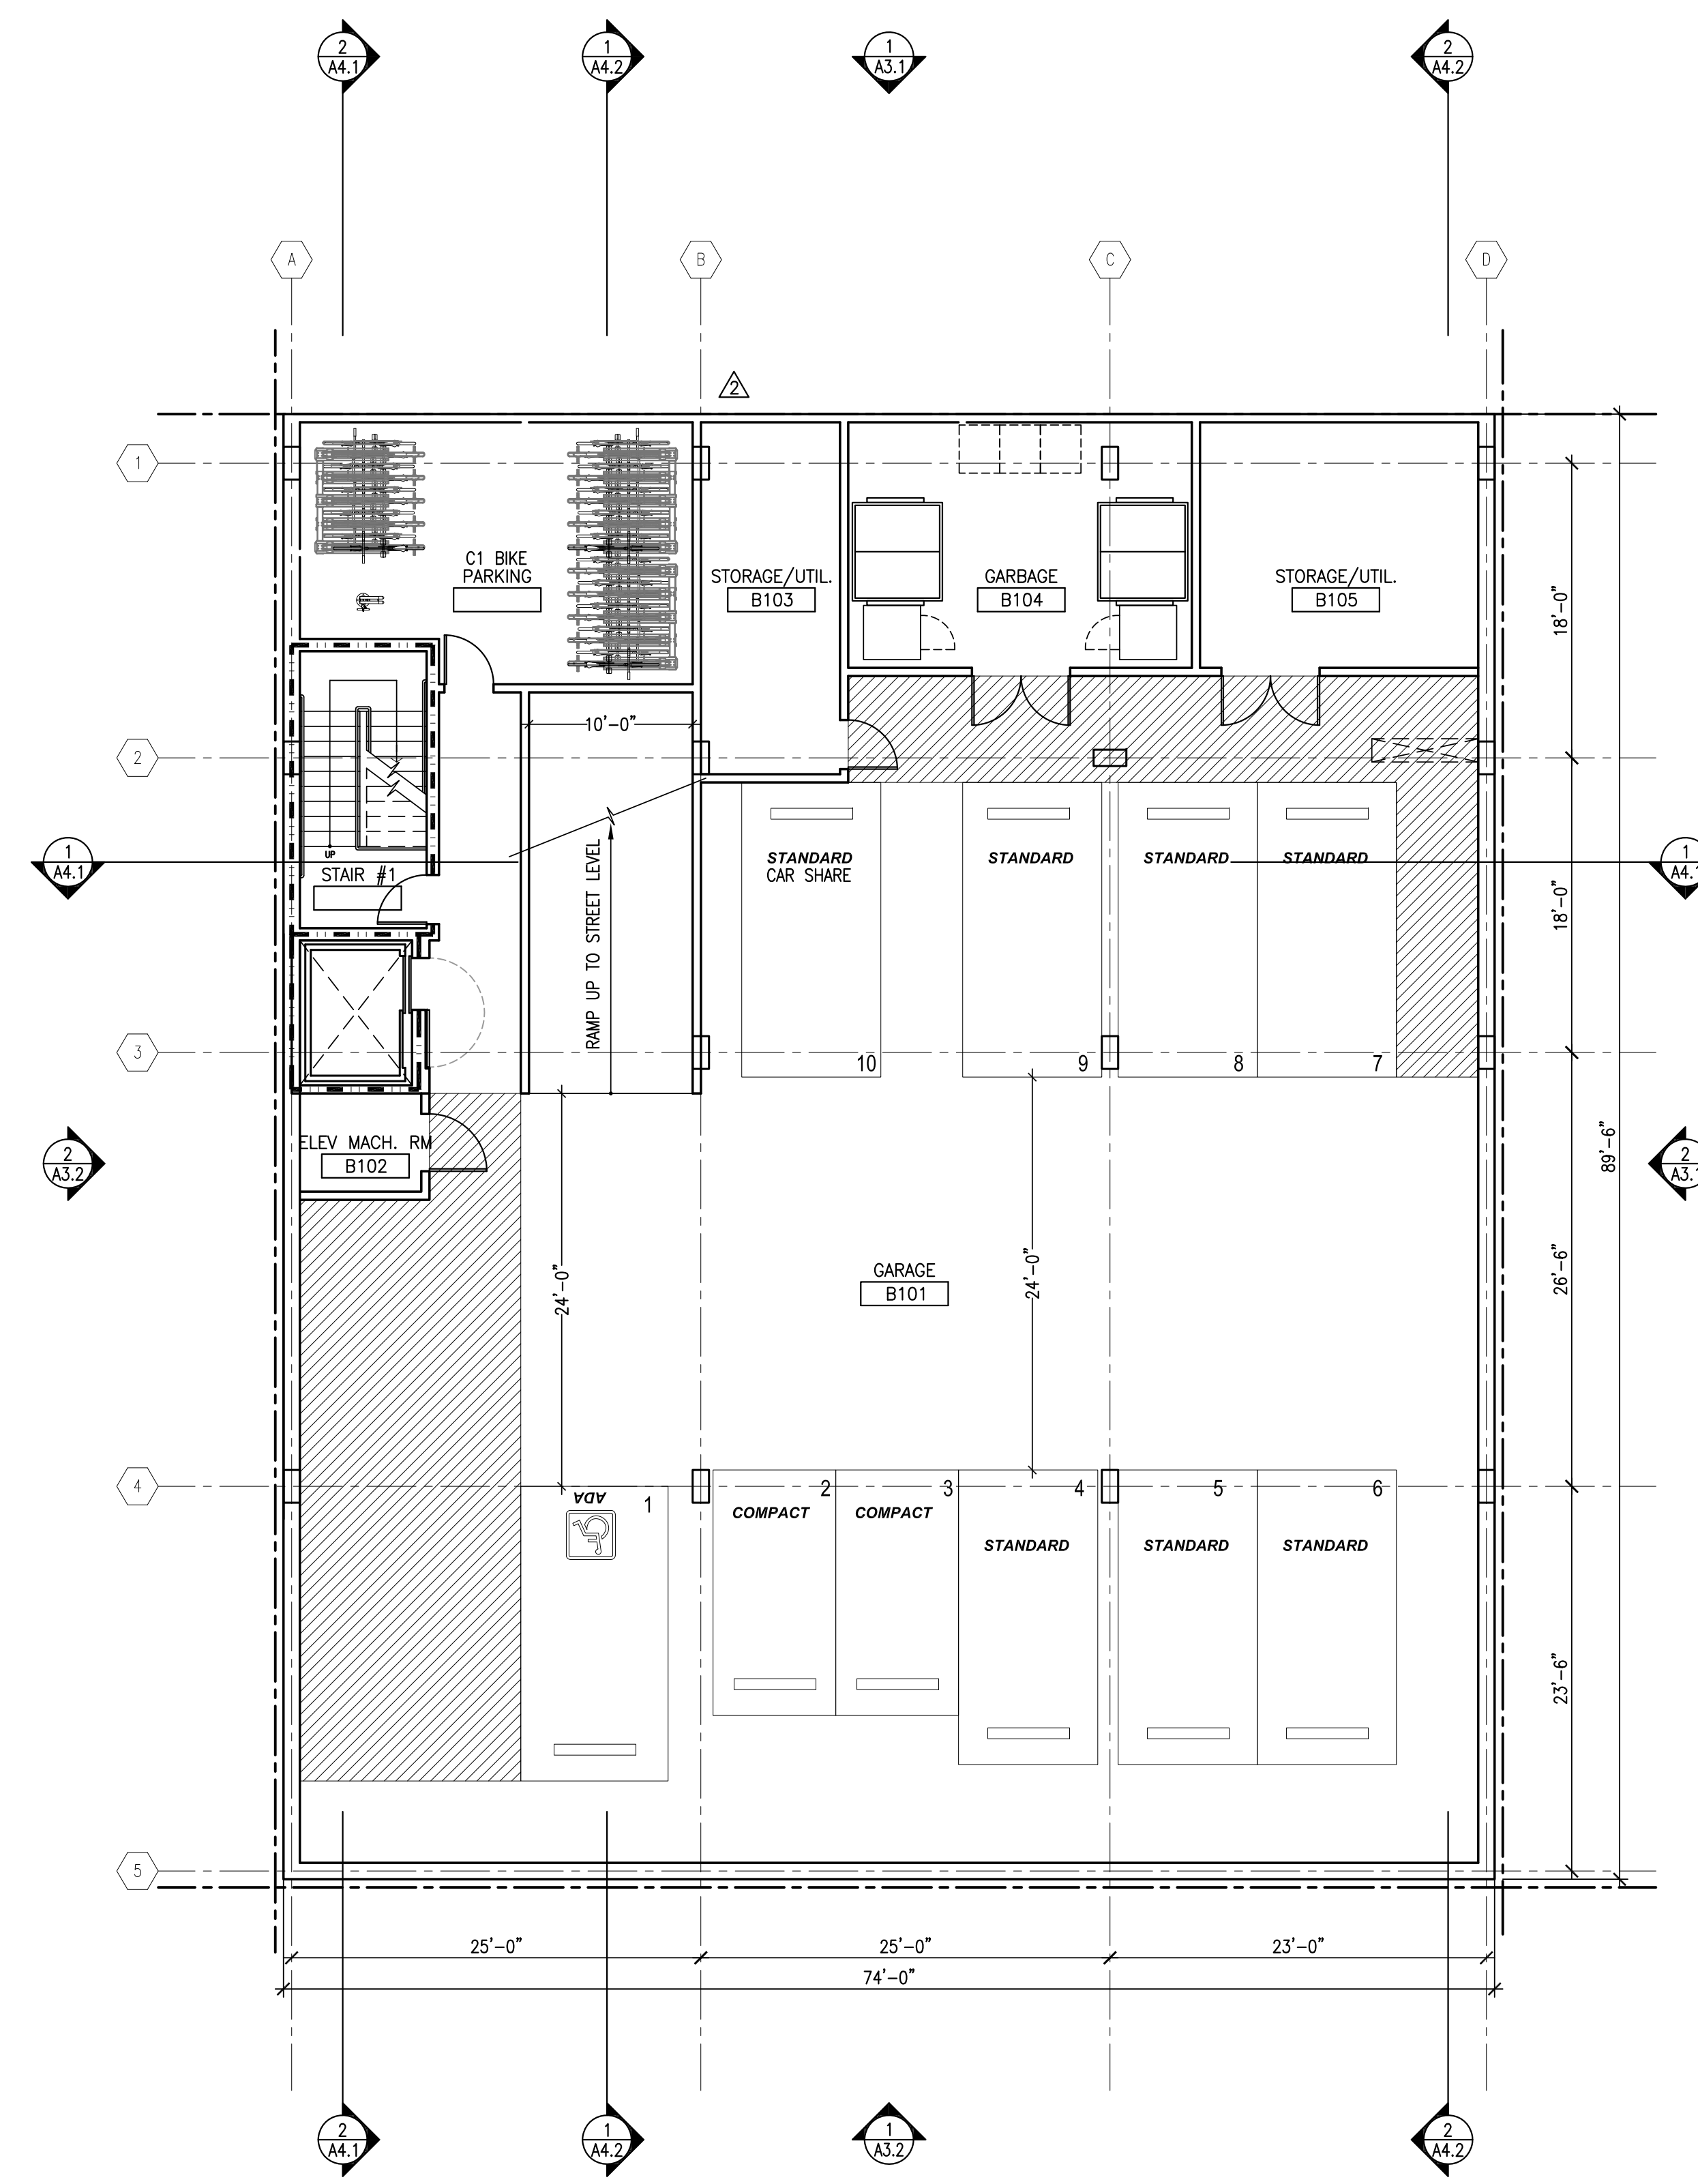 2
A4.1
1
A4.2
1
A3.1
2
A4.2
A
B
C
D
2
1
C1 BIKE
PARKING
STORAGE/UTIL.
B103
GARBAGE
B104
STORAGE/UTIL.
B105
18'-0"
10'-0"
2
UP
STAIR #1
1
A4.1
RAMP UP TO STREET LEVEL
STANDARD
CAR SHARE
STANDARD
STANDARD
STANDARD
18'-0"
1
A4.1
3
10
9
8
7
ELEV MACH. RM
B102
2
A3.2
89'-6"
2
A3.1
24'-0"
GARAGE
B101
24'-0"
26'-6"
4
ADA
1
2
COMPACT
3
COMPACT
4
STANDARD
5
STANDARD
6
STANDARD
23'-6"
5
25'-0"
25'-0"
23'-0"
74'-0"
2
A4.1
1
A4.2
1
A3.2
2
A4.2